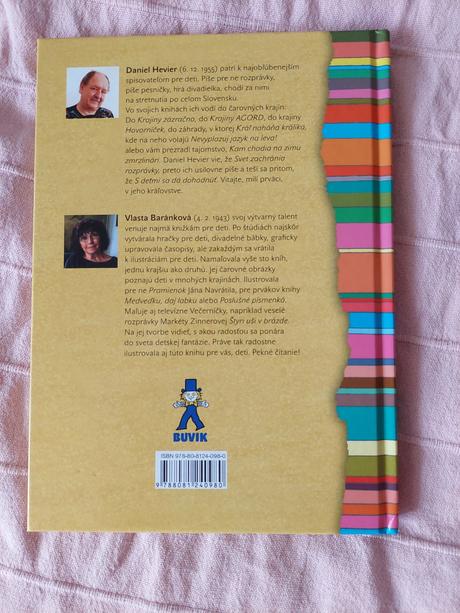 Daniel Hevier (6. 12. 1955) patrí k najobľúbenejším
spisovateľom pre deti. Píše pre ne rozprávky,
píše pesničky, hrá divadielka, chodí za nimi
na stretnutia po celom Slovensku.
Vo svojich knihách ich vodí do čarovných krajín:
Do Krajiny zázračno, do Krajiny AGORD, do krajiny
Hovorníček, do záhrady, v ktorej Kráľ naháňa králika,
kde na neho volajú Nevyplazuj jazyk na leva!
alebo vám prezradí tajomstvo, Kam chodia na zimu
zmrzlinári. Daniel Hevier vie, že Svet zachránia
rozprávky, preto ich usilovne píše a teší sa pritom, že
S deťmi sa dá dohodnúť. Vitajte, milí prváci,
v jeho kráľovstve.
Vlasta Baránková (4. 2. 1943) svoj výtvarný talent
venuje najmä knižkám pre deti. Po štúdiách najskôr
vytvárala hračky pre deti, divadelné bábky, graficky
upravovala časopisy, ale zakaždým sa vrátila
k ilustráciám pre deti. Namaľovala vyše sto kníh,
jednu krajšiu ako druhú. Jej čarovné obrázky
poznajú deti v mnohých krajinách. Ilustrovala
pre ne Pramienok Jána Navrátila, pre prvákov knihy
Medvedku, daj labku alebo Poslušné písmenká.
Maľuje aj televízne Večerníčky, napríklad veselé
rozprávky Markéty Zinnerovej Štyri uši v brázde.
Na jej tvorbe vidieť, s akou radosťou sa ponára
do sveta detskej fantázie. Práve tak radostne
ilustrovala aj túto knihu pre vás, deti. Pekné čítanie!
BUVIK
ISBN 978-80-8124-098-0
9 788081 240980